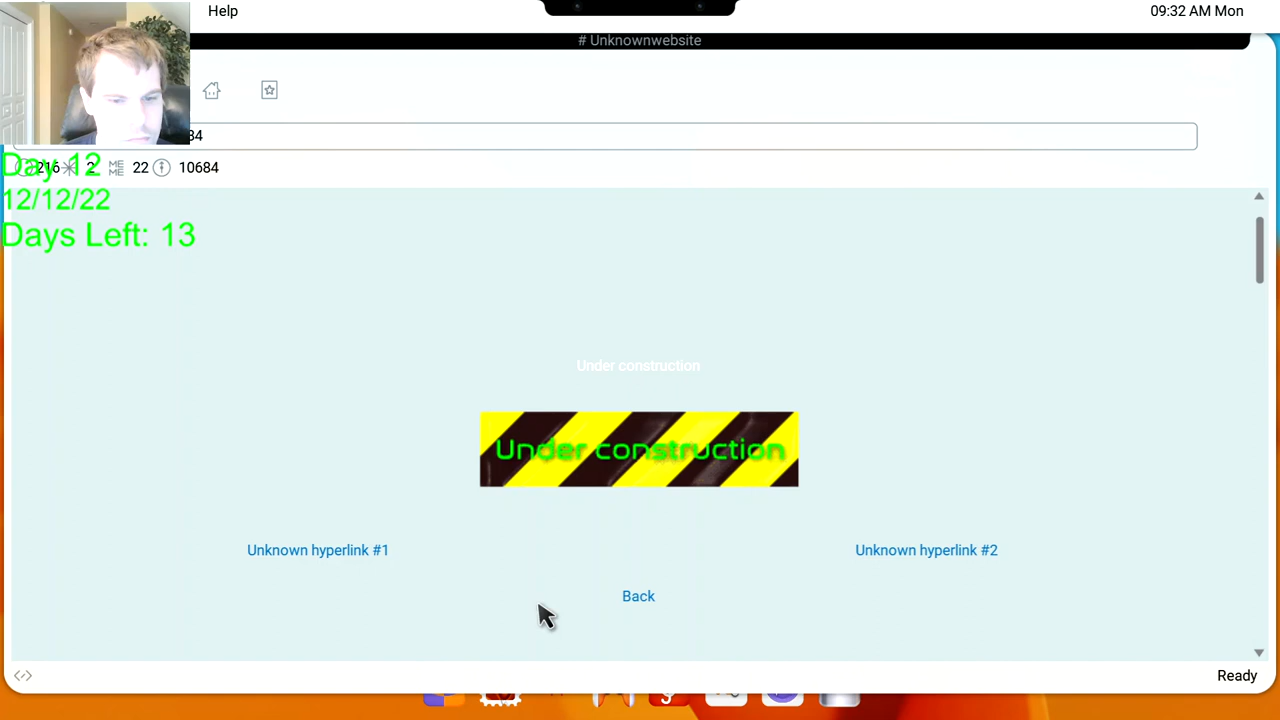 Help
09:32 AM Mon
# Unknownwebsite
84
216 2 22 10684
Day 12
12/12/22
Days Left: 13
Under construction
Under construction
Unknown hyperlink #1
Unknown hyperlink #2
Back
Ready